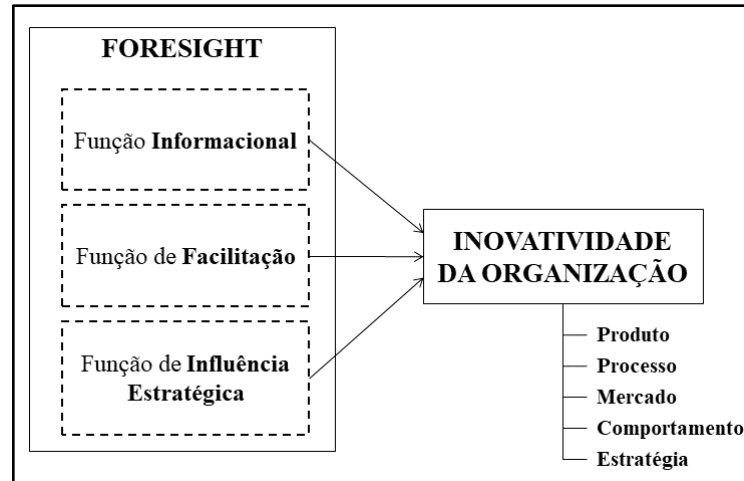 FORESIGHT
Função Informacional
Função de Facilitação
Função de Influência
Estratégica
INOVATIVIDADE
DA ORGANIZAÇÃO
Produto
Processo
Mercado
Comportamento
Estratégia